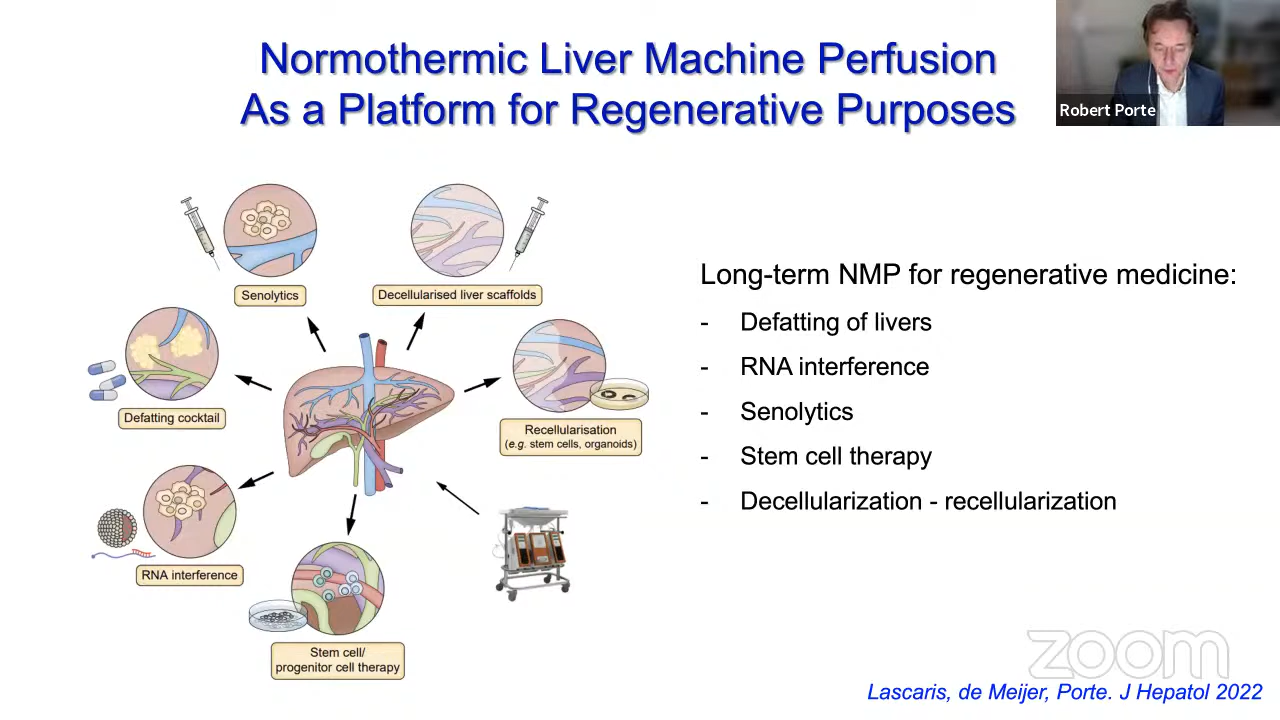 Normothermic Liver Machine Perfusion
As a Platform for Regenerative Purposes
Robert Porte
Senolytics
Decellularised liver scaffolds
Defatting cocktail
Recellularisation
(e.g. stem cells, organoids)
RNA interference
Stem cell/
progenitor cell therapy
Long-term NMP for regenerative medicine:
- Defatting of livers
- RNA interference
- Senolytics
- Stem cell therapy
- Decellularization - recellularization
zoom
Lascaris, de Meijer, Porte. J Hepatol 2022